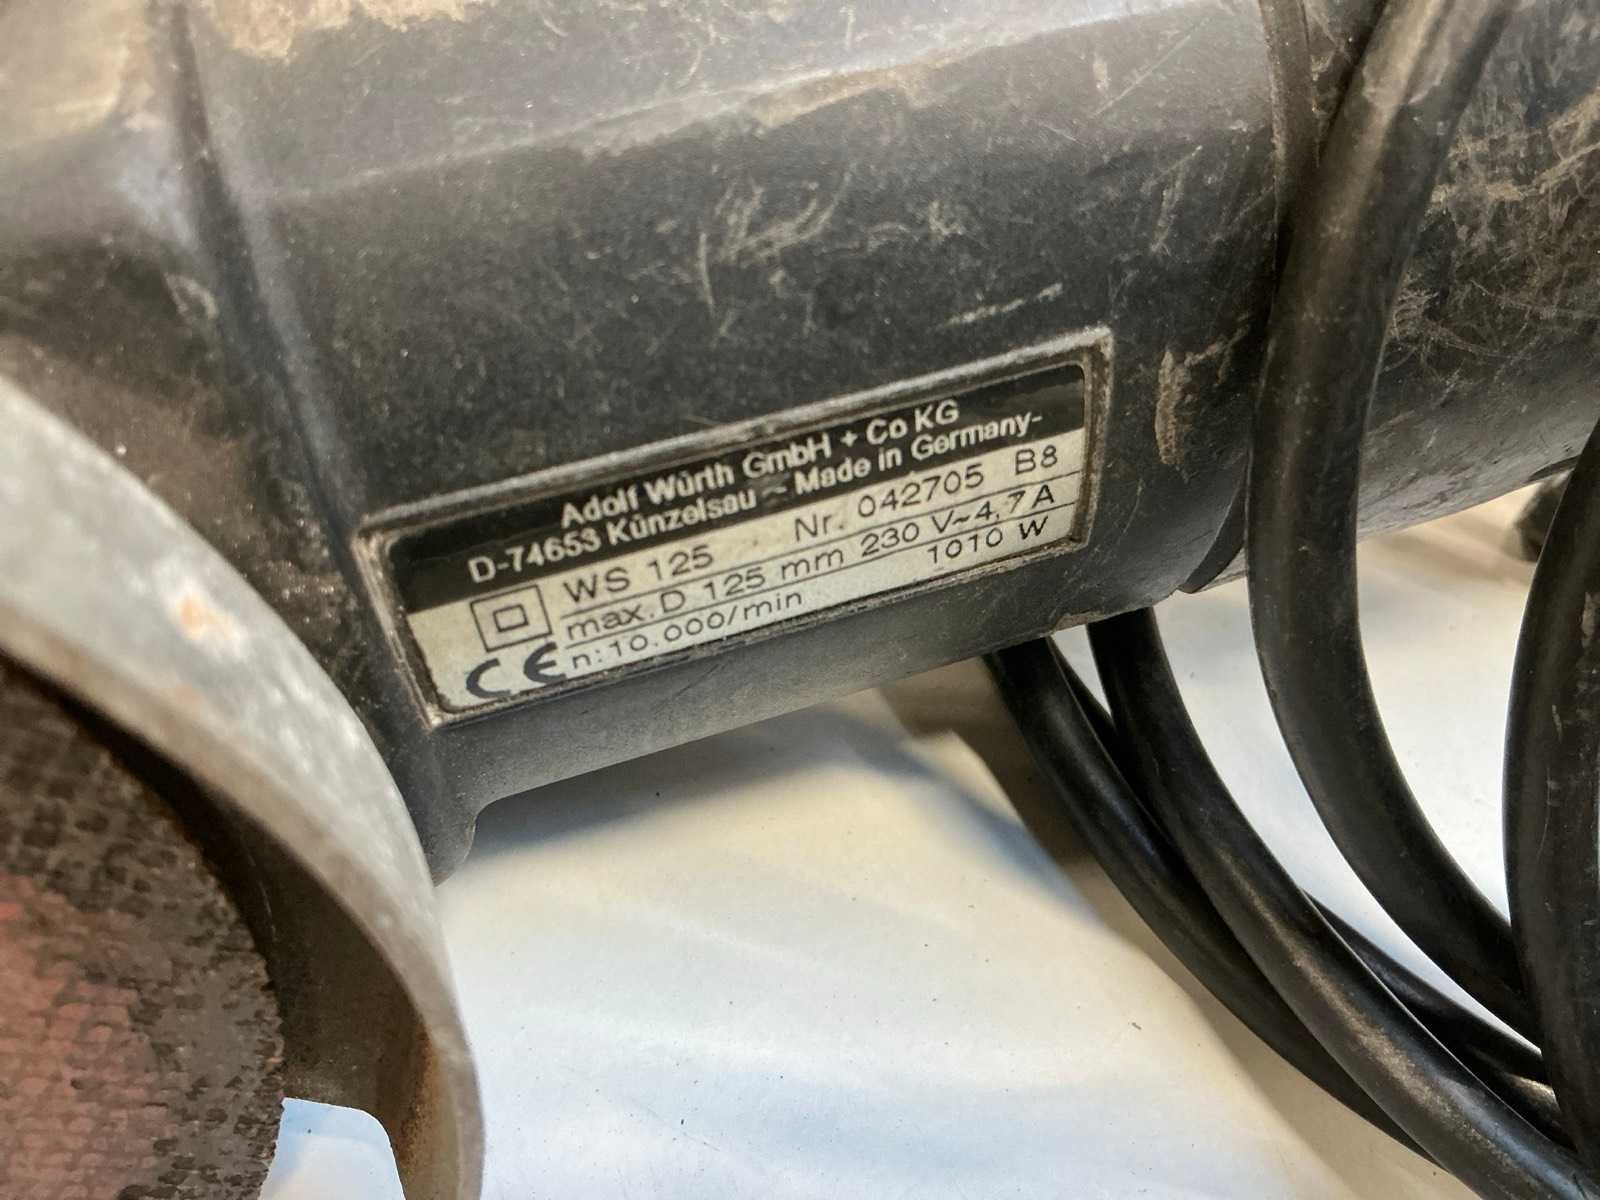 Adolf Würth GmbH + Co KG
D-74653 Künzelsau - Made in Germany-
WS 125 Nr. 042705 B8
max. D 125 mm 230 V~4,7 A
n:10.000/min 1010 W
CE